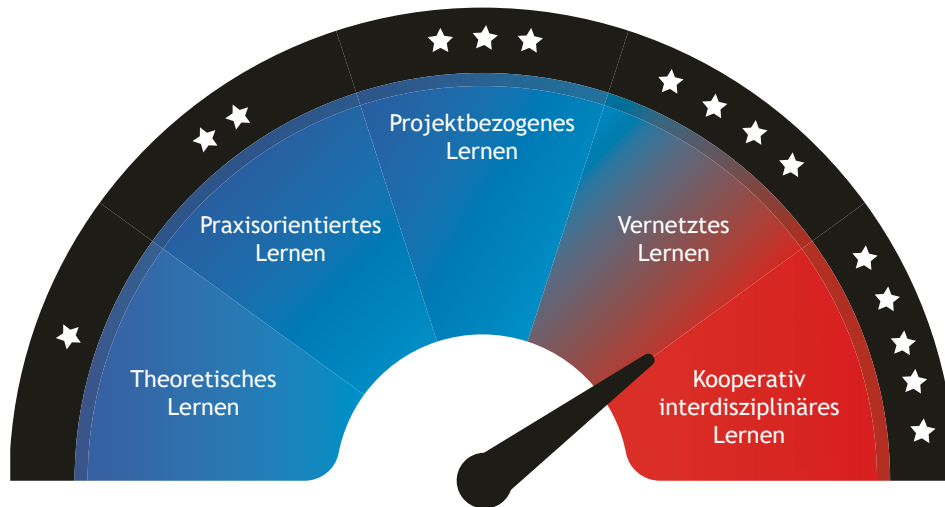 Theoretisches
Lernen
Praxisorientiertes
Lernen
Projektbezogenes
Lernen
Vernetztes
Lernen
Kooperativ
interdisziplinäres
Lernen